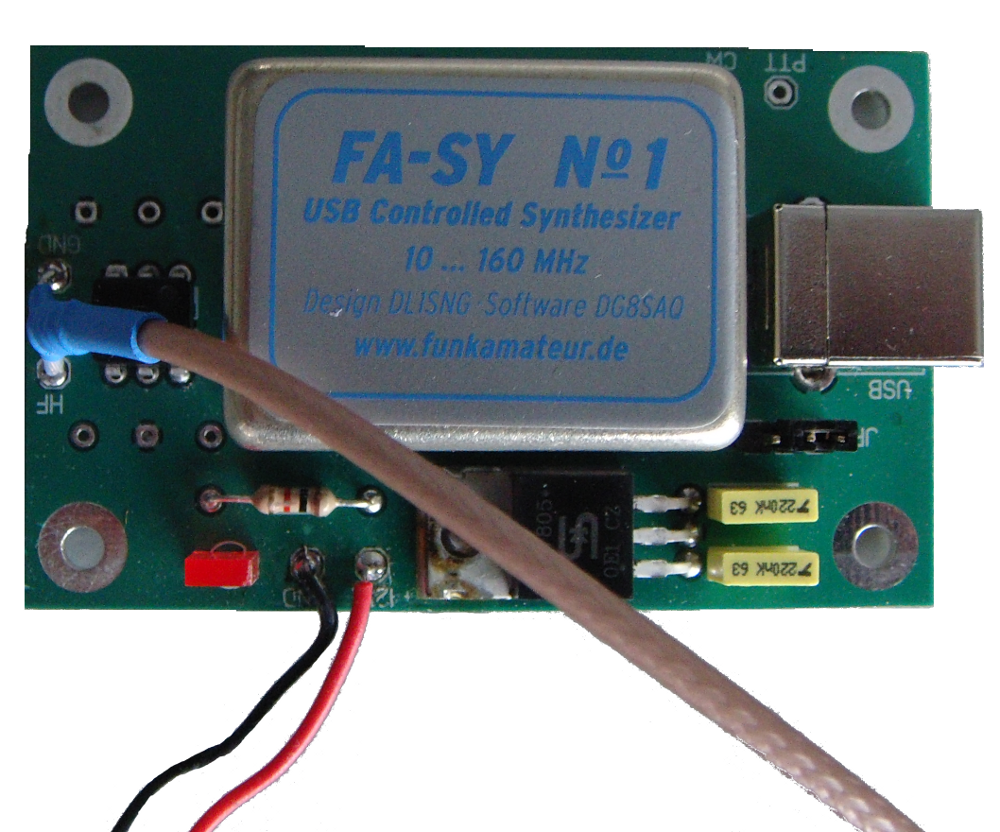 CW PTT
FA-SY Nº1
USB Controlled Synthesizer
10 ... 160 MHz
Design DL1SNG · Software DG8SAQ
www.funkamateur.de
GND
HF
USB
220nK 63
220nK 63